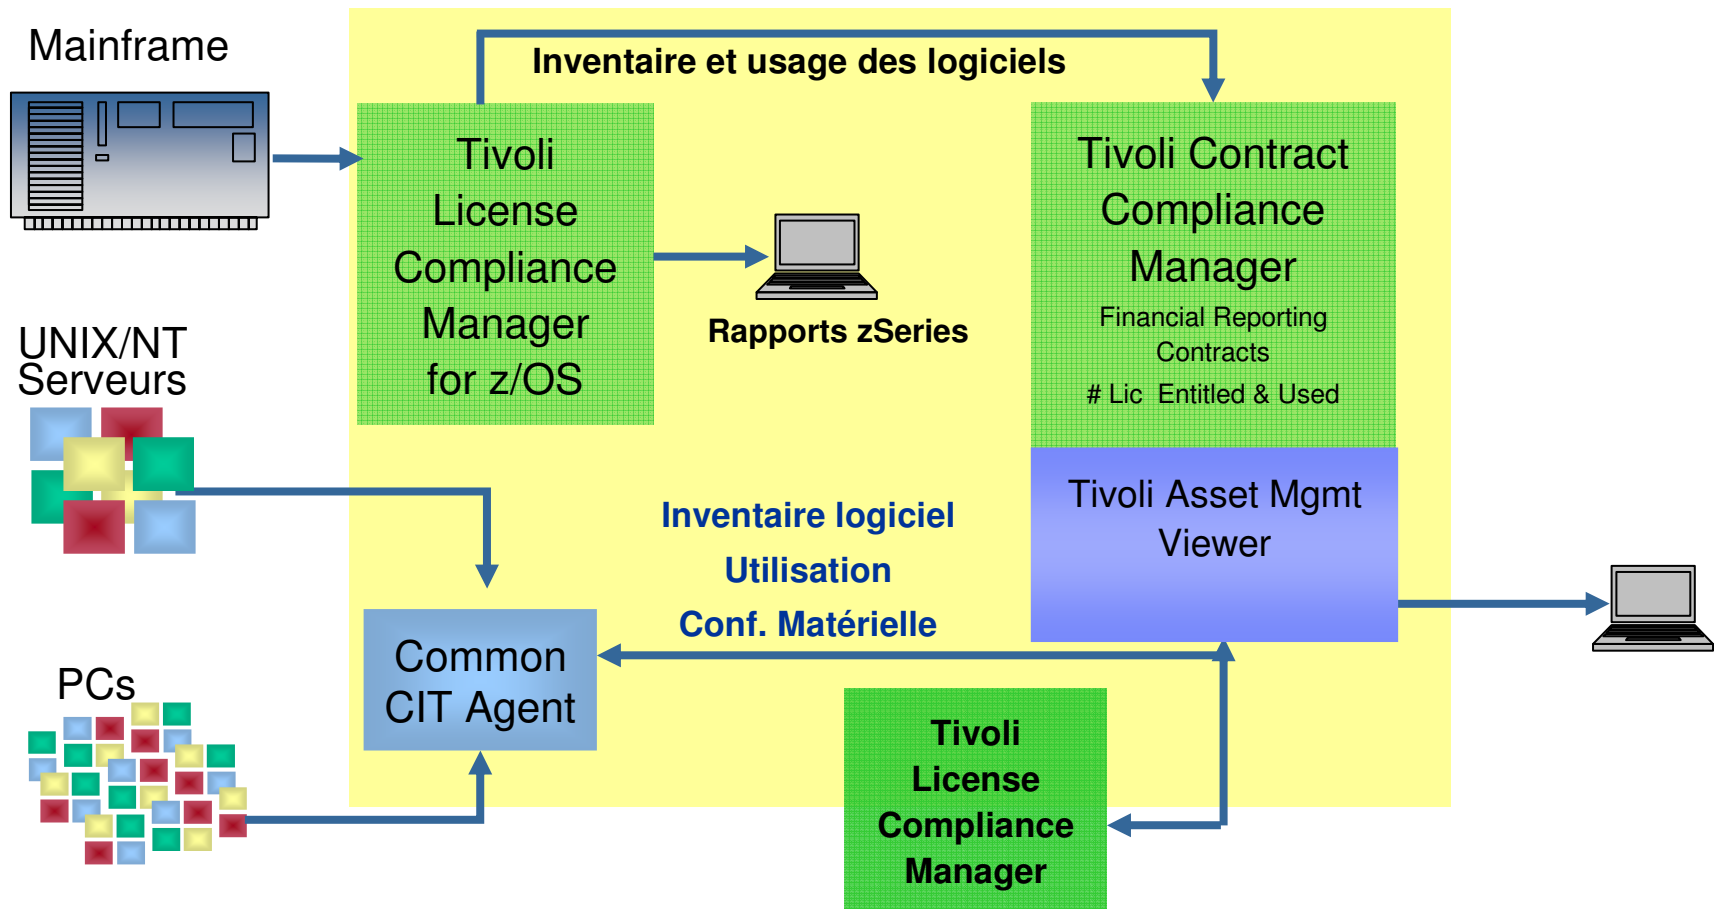 Mainframe
Inventaire et usage des logiciels
Tivoli
License
Compliance
Manager
for z/OS
Tivoli Contract
Compliance
Manager
Financial Reporting
Contracts
# Lic  Entitled & Used
Rapports zSeries
UNIX/NT
Serveurs
Tivoli Asset Mgmt
Viewer
Inventaire logiciel
Utilisation
Conf. Matérielle
Common
CIT Agent
PCs
Tivoli
License
Compliance
Manager